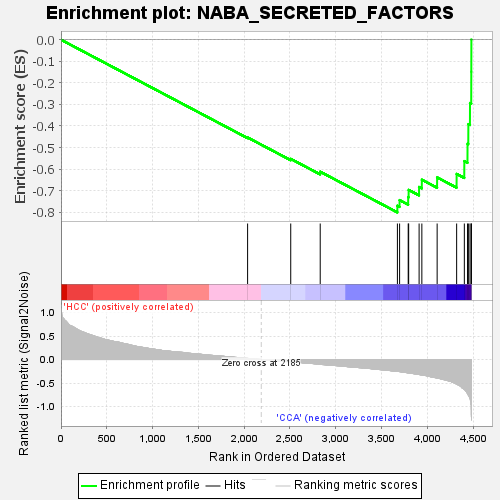 Enrichment plot: NABA_SECRETED_FACTORS
Enrichment score (ES)
0.0
-0.1
-0.2
-0.3
-0.4
-0.5
-0.6
-0.7
-0.8
Ranked list metric (Signal2Noise)
1.0
0.5
0.0
-0.5
-1.0
'HCC' (positively correlated)
Zero cross at 2185
'CCA' (negatively correlated)
0 500 1,000 1,500 2,000 2,500 3,000 3,500 4,000 4,500
Rank in Ordered Dataset
Enrichment profile Hits Ranking metric scores